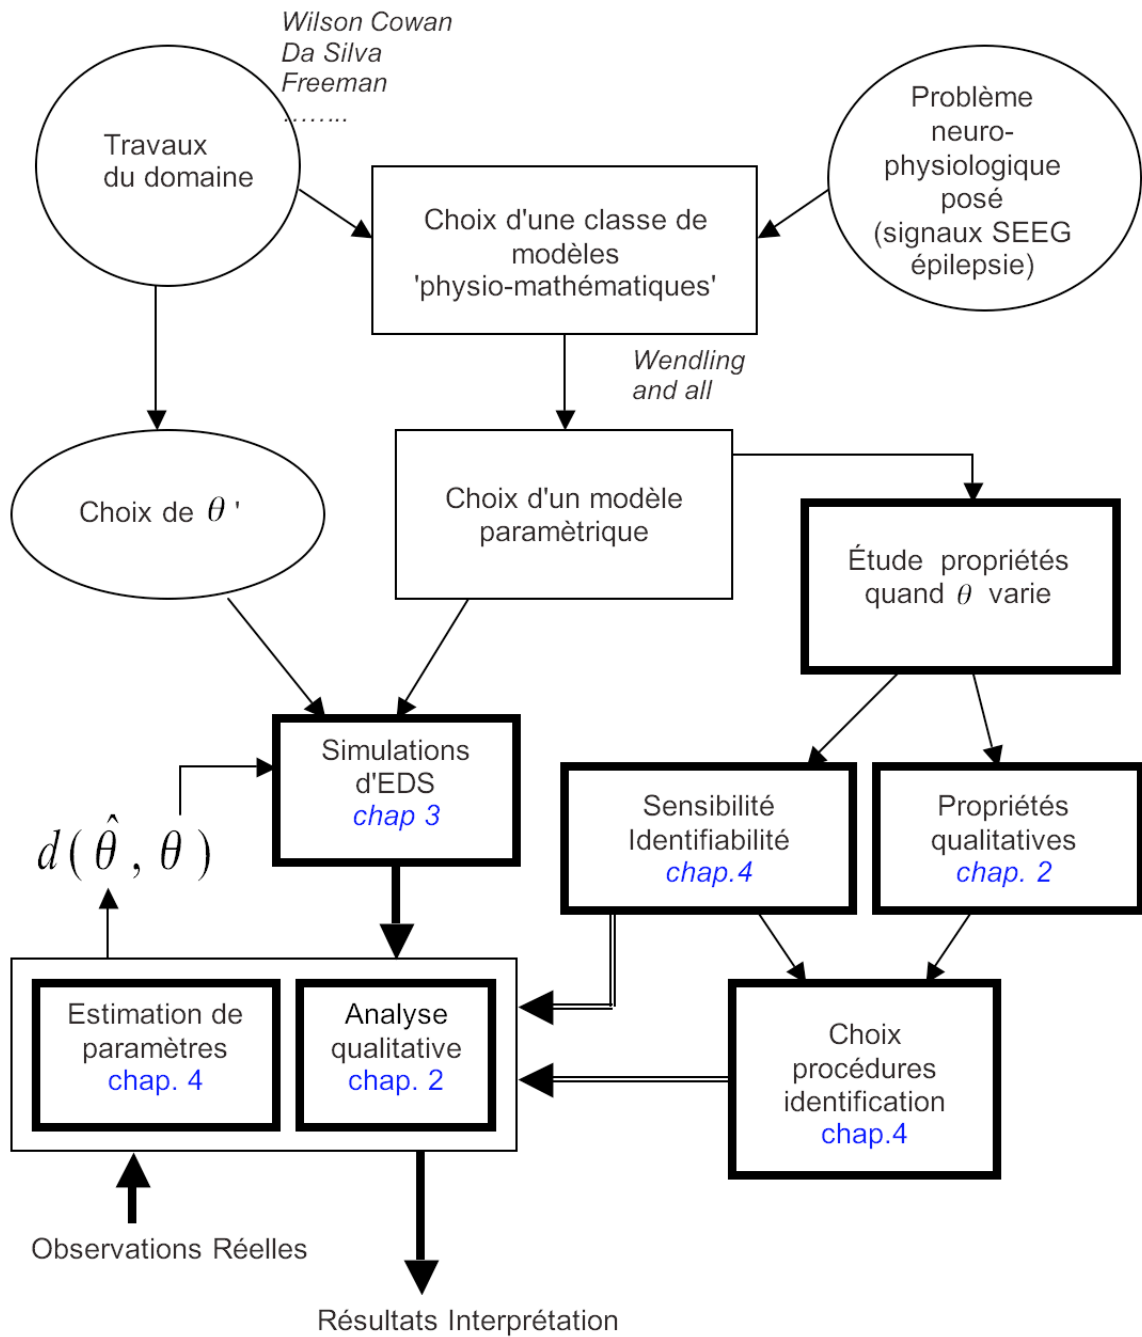 Wilson Cowan
Da Silva
Freeman
........
Travaux
du domaine
Problème
neuro-
physiologique
posé
(signaux SEEG
épilepsie)
Choix d'une classe de
modèles
'physio-mathématiques'
Wendling
and all
Choix de θ '
Choix d'un modèle
paramètrique
Étude propriétés
quand θ varie
Simulations
d'EDS
chap 3
Sensibilité
Identifiabilité
chap.4
Propriétés
qualitatives
chap. 2
d(θ̂, θ)
Estimation de
paramètres
chap. 4
Analyse
qualitative
chap. 2
Choix
procédures
identification
chap.4
Observations Réelles
Résultats Interprétation